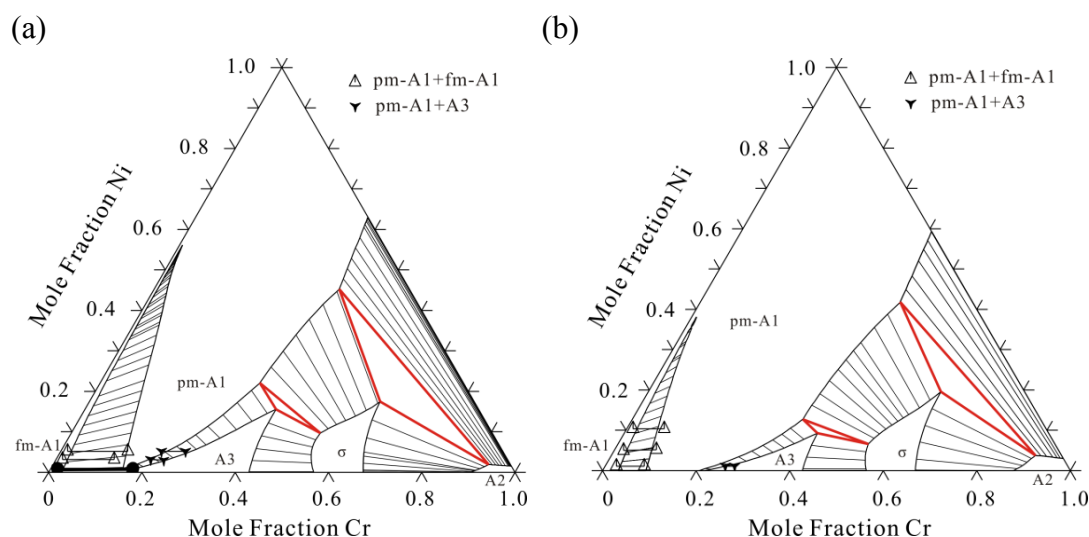 (a)
1.0
pm-A1+fm-A1
pm-A1+A3
0.8
0.6
0.4
0.2
0
Mole Fraction Ni
pm-A1
fm-A1
A3
σ
A2
0 0.2 0.4 0.6 0.8 1.0
Mole Fraction Cr
(b)
1.0
pm-A1+fm-A1
pm-A1+A3
0.8
0.6
0.4
0.2
0
Mole Fraction Ni
pm-A1
fm-A1
A3
σ
A2
0 0.2 0.4 0.6 0.8 1.0
Mole Fraction Cr